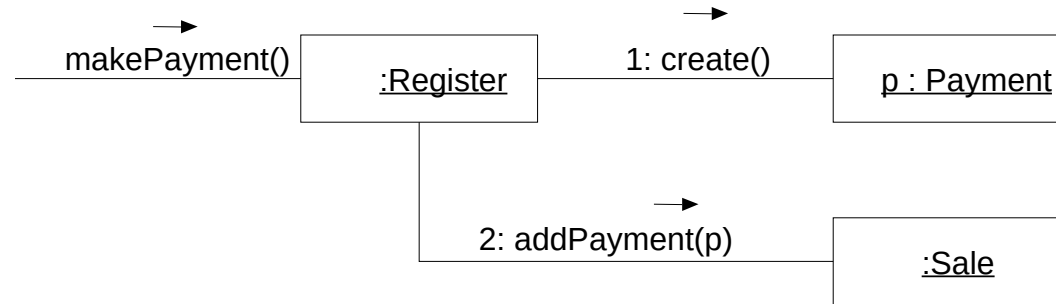 makePayment()
:Register
1: create()
p : Payment
2: addPayment(p)
:Sale